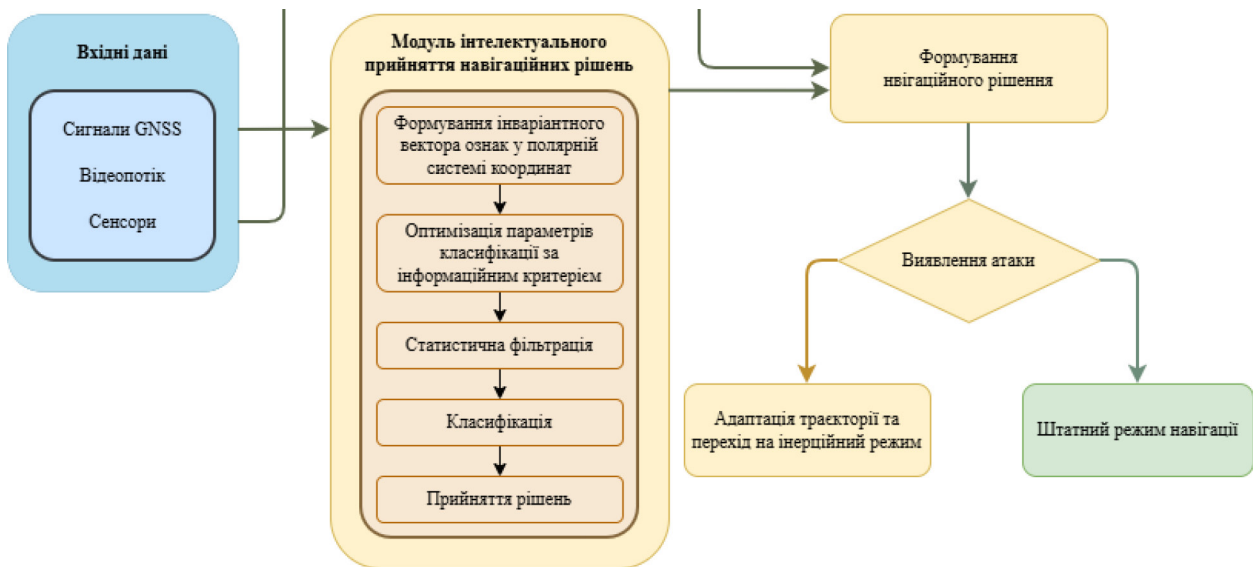 Вхідні дані
Сигнали GNSS
Відеопотік
Сенсори
Модуль інтелектуального
прийняття навігаційних рішень
Формування інваріантного
вектора ознак у полярній
системі координат
Оптимізація параметрів
класифікації за
інформаційним критерієм
Статистична фільтрація
Класифікація
Прийняття рішень
Формування
нвігаційного рішення
Виявлення атаки
Адаптація траєкторії та
перехід на інерційний режим
Штатний режим навігації